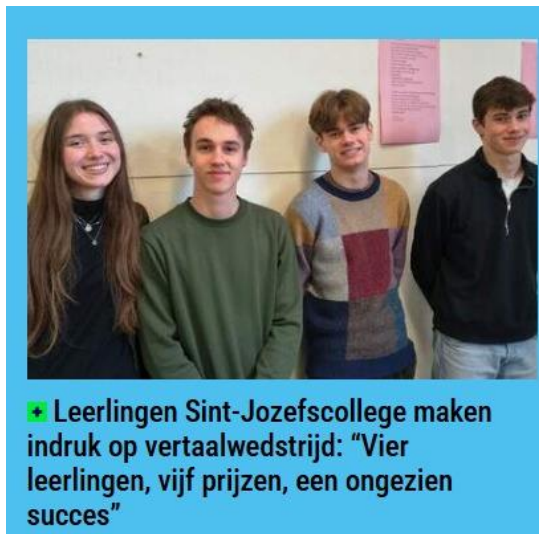 + Leerlingen Sint-Jozefscollege maken
indruk op vertaalwedstrijd: “Vier
leerlingen, vijf prijzen, een ongezien
succes”